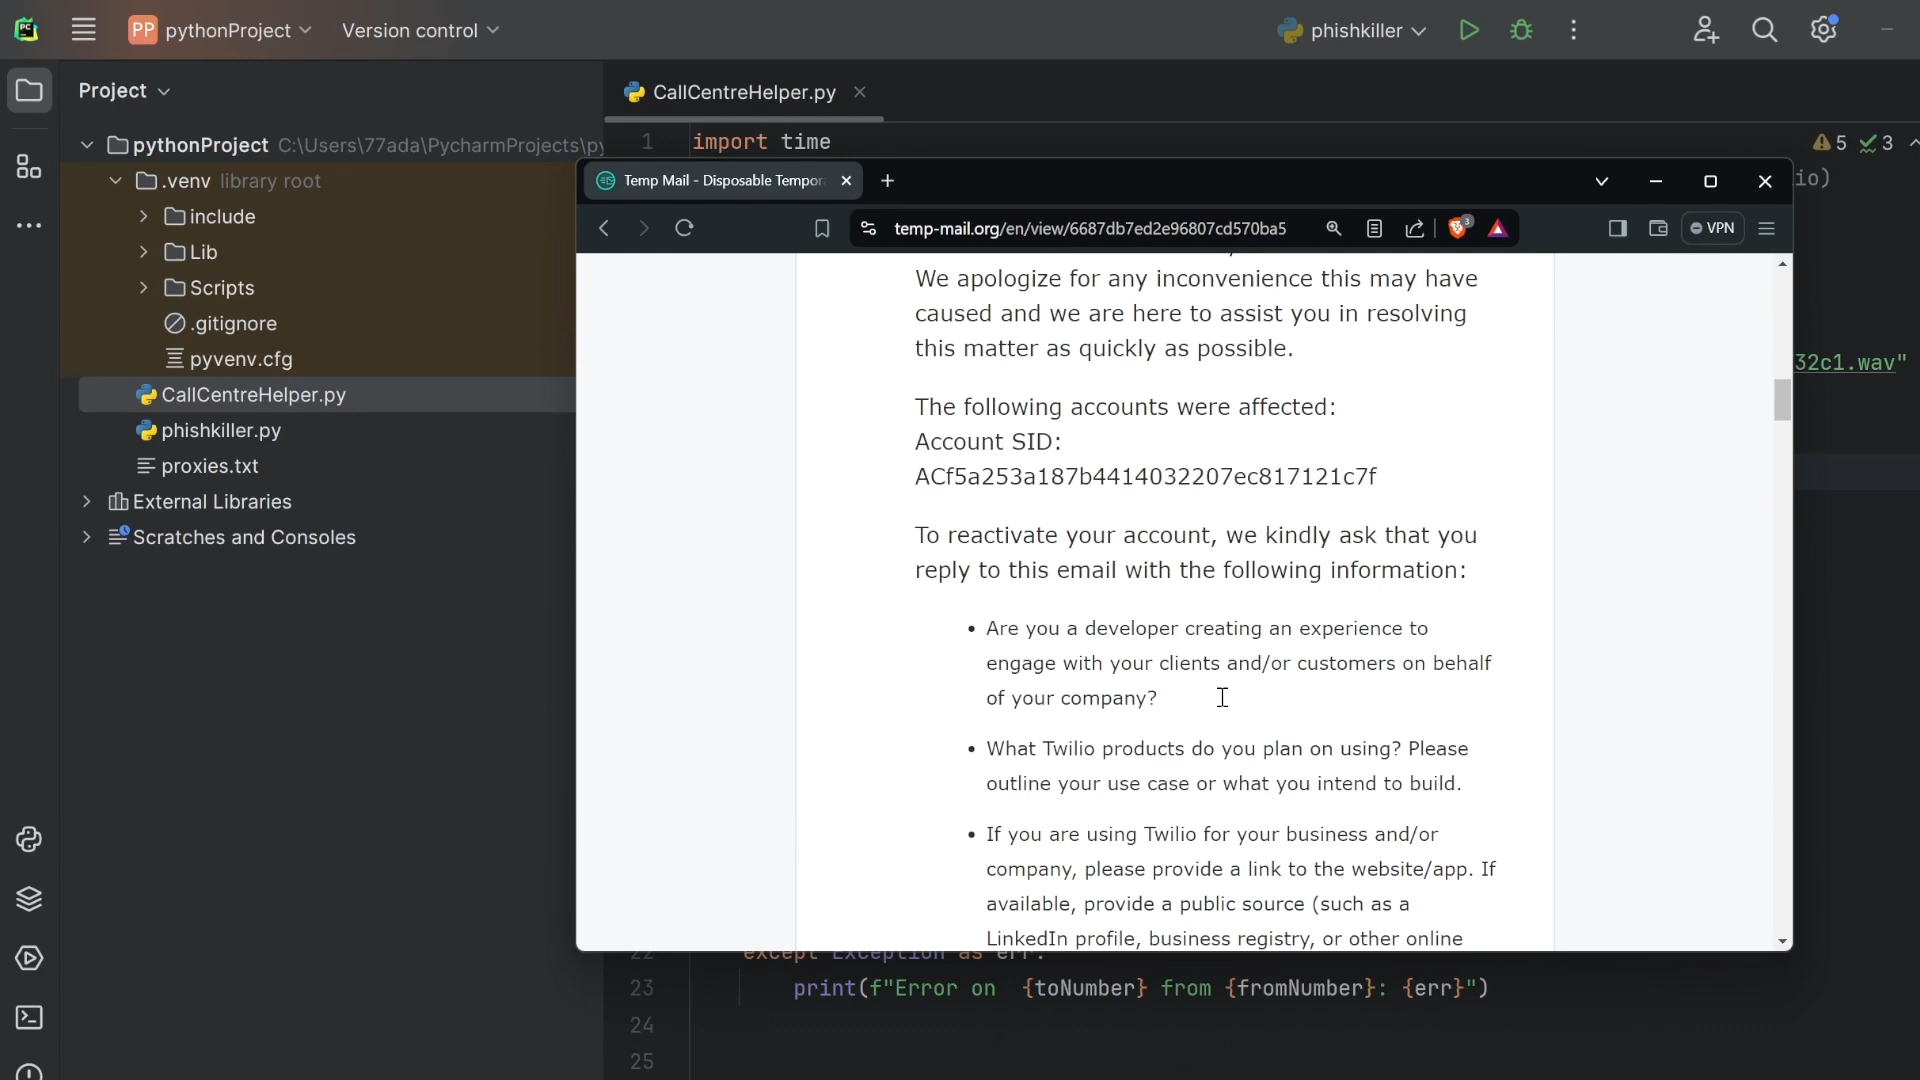 PC
PP pythonProject
Version control
phishkiller
Project
CallCentreHelper.py
pythonProject C:\Users\77ada\PycharmProjects\py
.venv library root
include
Lib
Scripts
.gitignore
pyvenv.cfg
CallCentreHelper.py
phishkiller.py
proxies.txt
External Libraries
Scratches and Consoles
1 import time
5 3
io)
32c1.wav"
Temp Mail - Disposable Tempor
temp-mail.org/en/view/6687db7ed2e96807cd570ba5
3
VPN
We apologize for any inconvenience this may have
caused and we are here to assist you in resolving
this matter as quickly as possible.
The following accounts were affected:
Account SID:
ACf5a253a187b4414032207ec817121c7f
To reactivate your account, we kindly ask that you
reply to this email with the following information:
• Are you a developer creating an experience to
engage with your clients and/or customers on behalf
of your company?
• What Twilio products do you plan on using? Please
outline your use case or what you intend to build.
• If you are using Twilio for your business and/or
company, please provide a link to the website/app. If
available, provide a public source (such as a
LinkedIn profile, business registry, or other online
22 except Exception as err:
23 print(f"Error on {toNumber} from {fromNumber}: {err}")
24
25